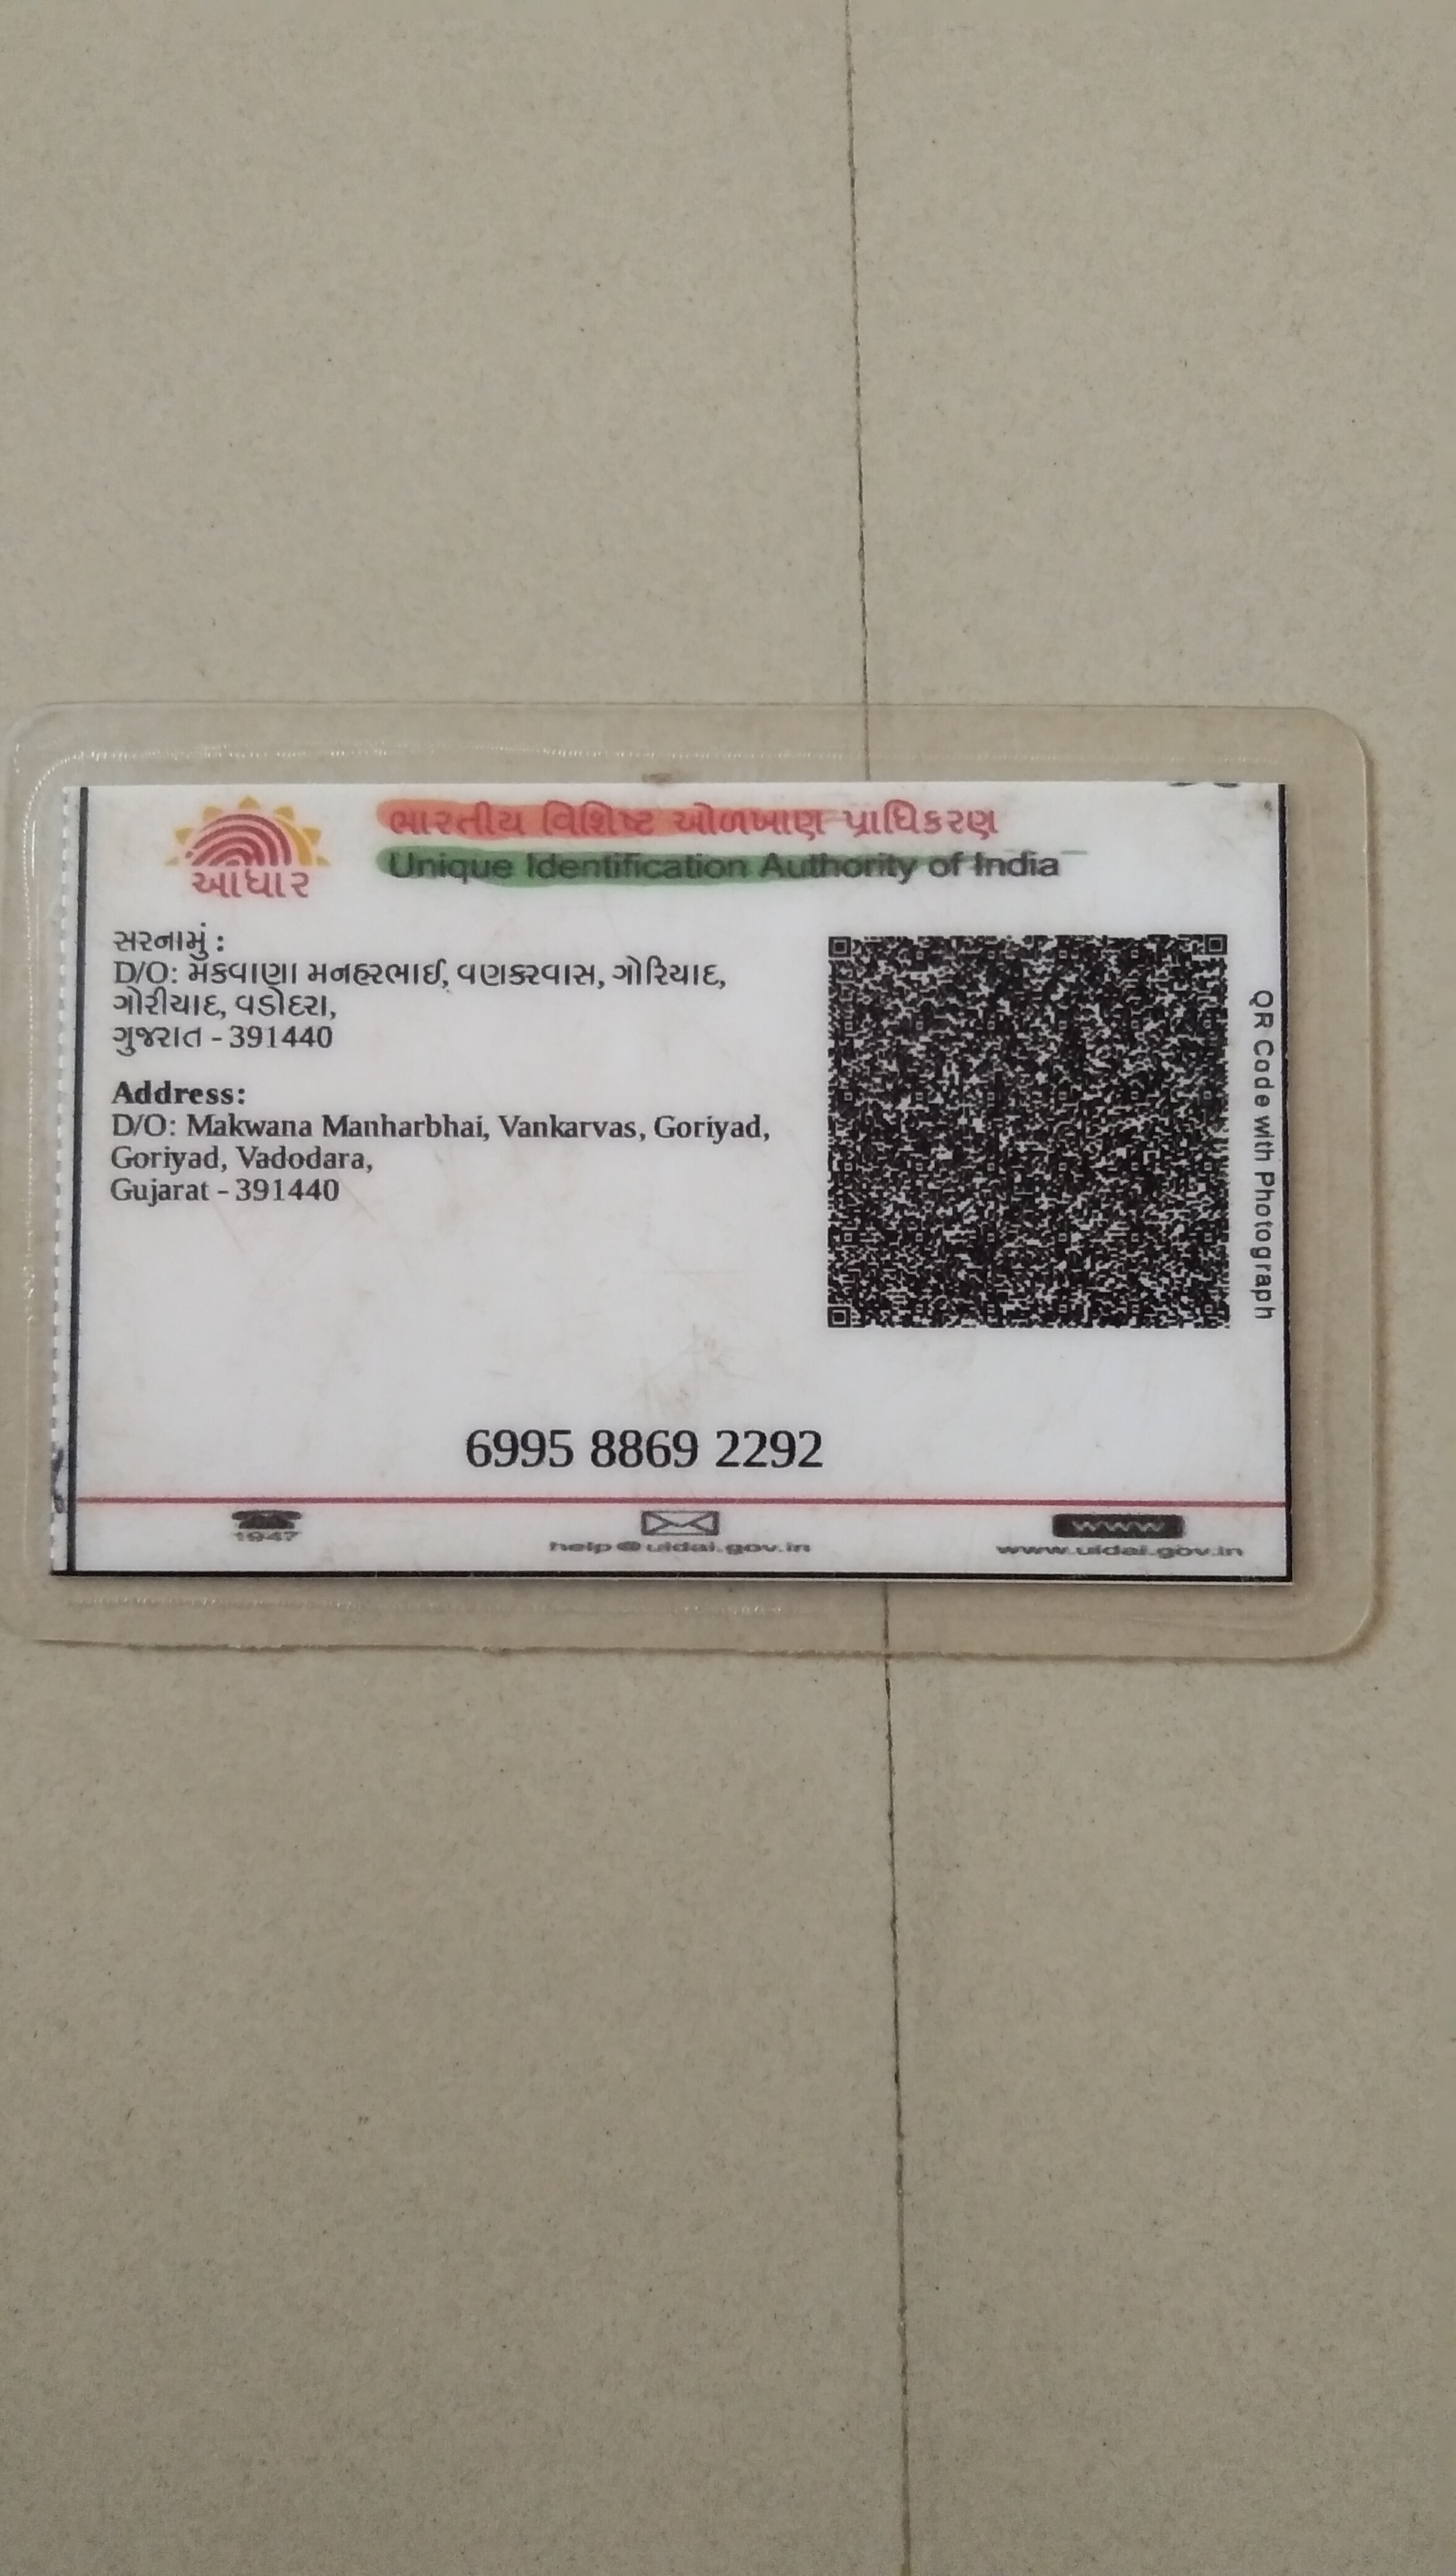 આધાર
ભારતીય વિશિષ્ટ ઓળખાણ પ્રાધિકરણ
Unique Identification Authority of India
સરનામું :
D/O: મકવાણા મનહરભાઈ, વણકરવાસ, ગોરિયાદ,
ગોરીયાદ, વડોદરા,
ગુજરાત - 391440
Address:
D/O: Makwana Manharbhai, Vankarvas, Goriyad,
Goriyad, Vadodara,
Gujarat - 391440
QR Code with Photograph
6995 8869 2292
1947
help@uidai.gov.in
www
www.uidai.gov.in